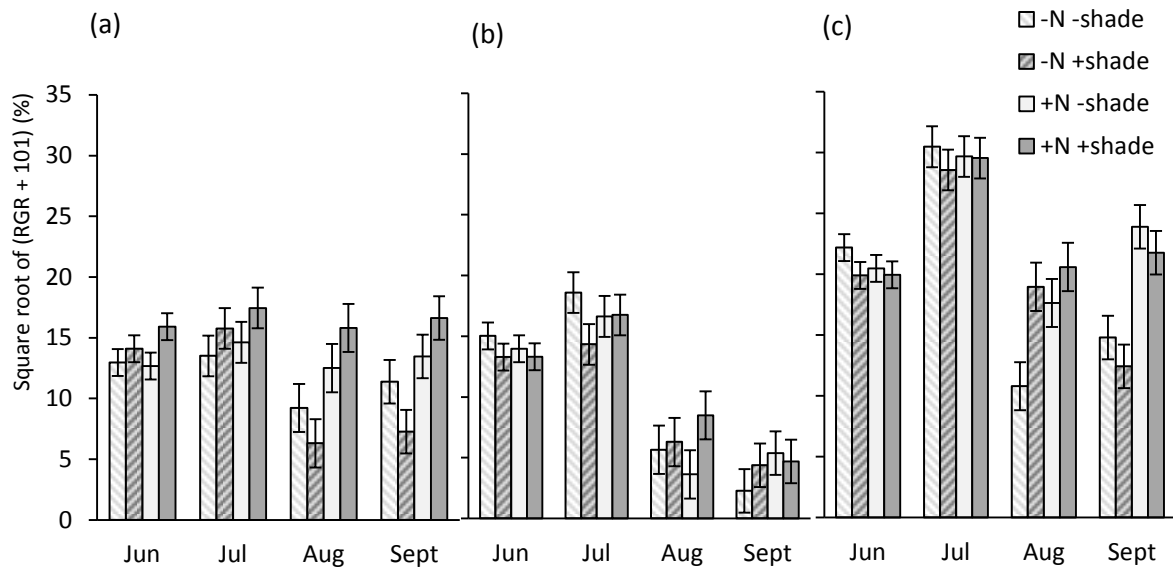 (a)
(b)
(c)
-N -shade
-N +shade
+N -shade
+N +shade
Square root of (RGR + 101) (%)
35
30
25
20
15
10
5
0
Jun Jul Aug Sept
Jun Jul Aug Sept
Jun Jul Aug Sept